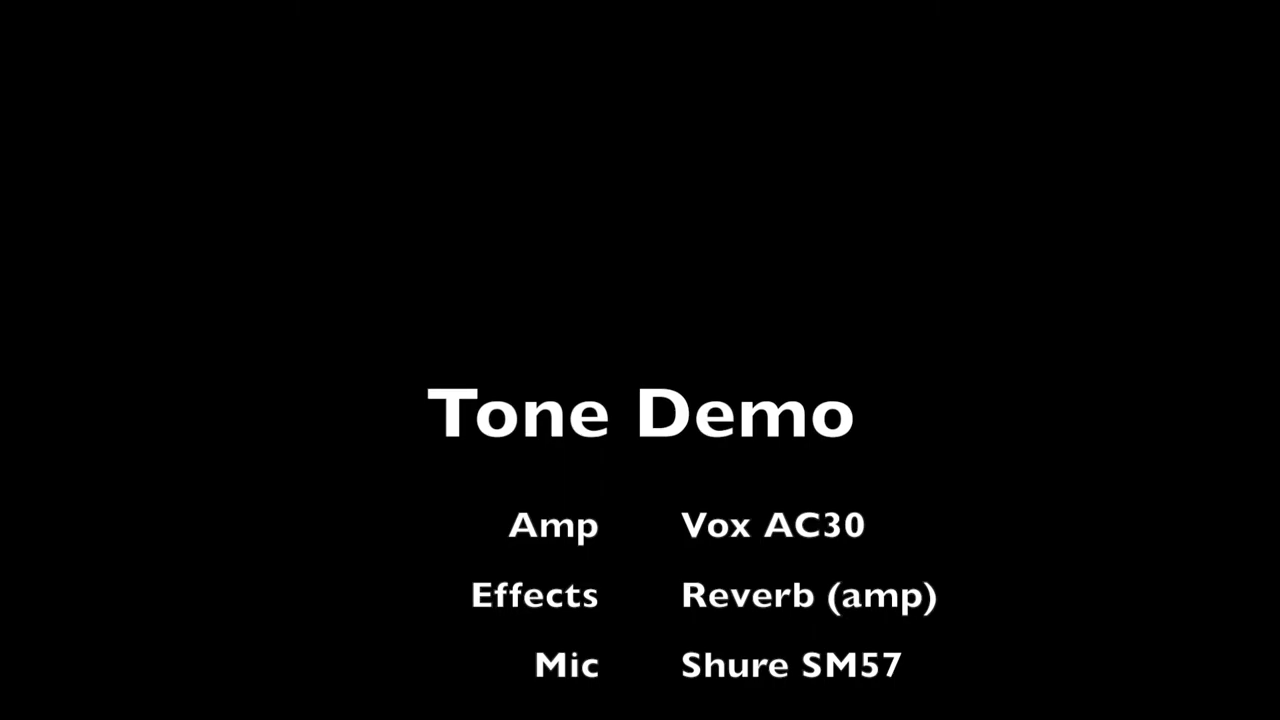 Tone Demo
Amp Vox AC30
Effects Reverb (amp)
Mic Shure SM57